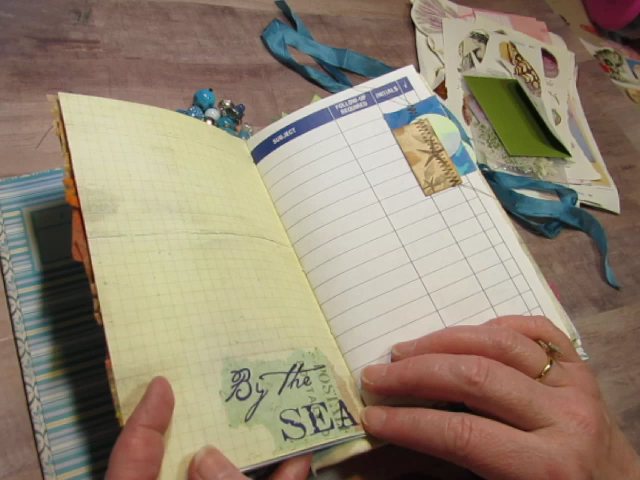 SUBJECT
FOLLOW-UP
REQUIRED
INITIALS
√
By the
SEA